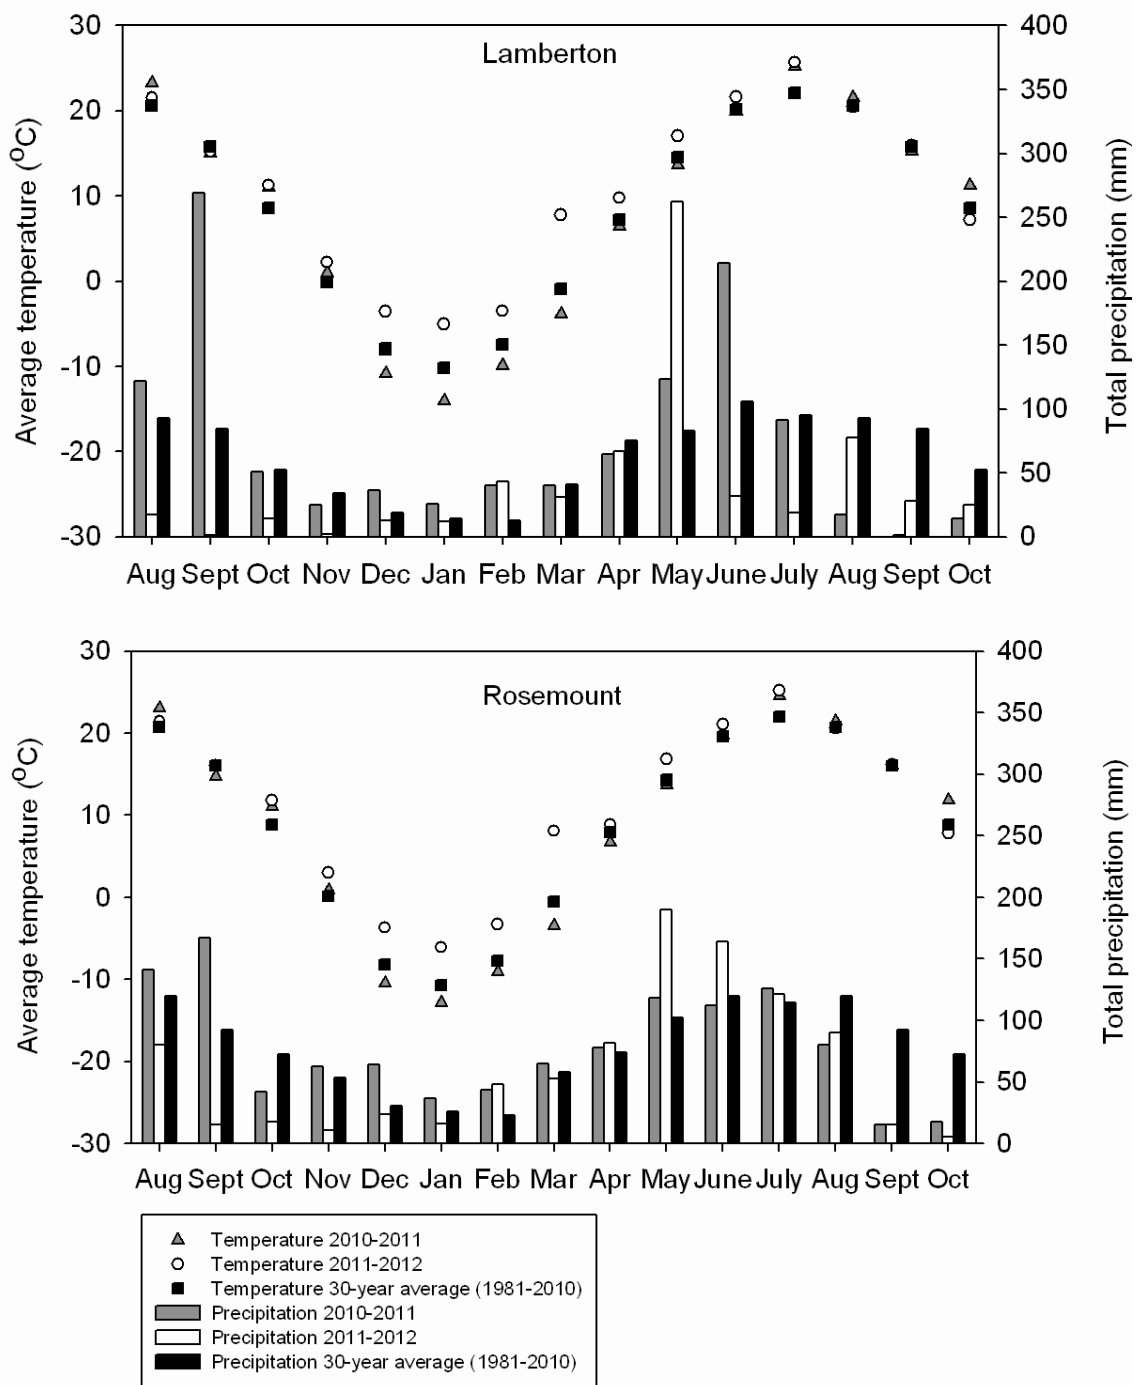 Lamberton
Average temperature (ºC)
Total precipitation (mm)
30
20
10
0
-10
-20
-30
400
350
300
250
200
150
100
50
0
Aug Sept Oct Nov Dec Jan Feb Mar Apr May June July Aug Sept Oct
Rosemount
Average temperature (ºC)
Total precipitation (mm)
30
20
10
0
-10
-20
-30
400
350
300
250
200
150
100
50
0
Aug Sept Oct Nov Dec Jan Feb Mar Apr May June July Aug Sept Oct
Temperature 2010-2011
Temperature 2011-2012
Temperature 30-year average (1981-2010)
Precipitation 2010-2011
Precipitation 2011-2012
Precipitation 30-year average (1981-2010)